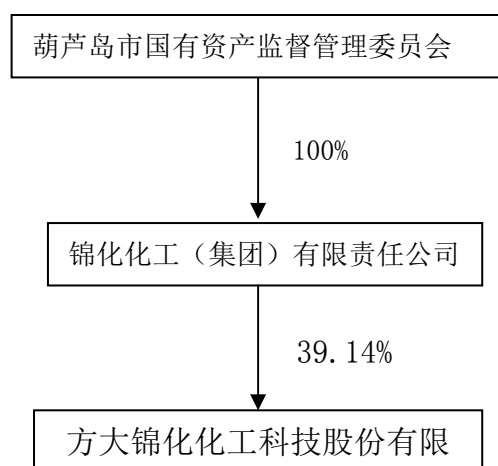 葫芦岛市国有资产监督管理委员会
100%
锦化化工（集团）有限责任公司
39.14%
方大锦化化工科技股份有限